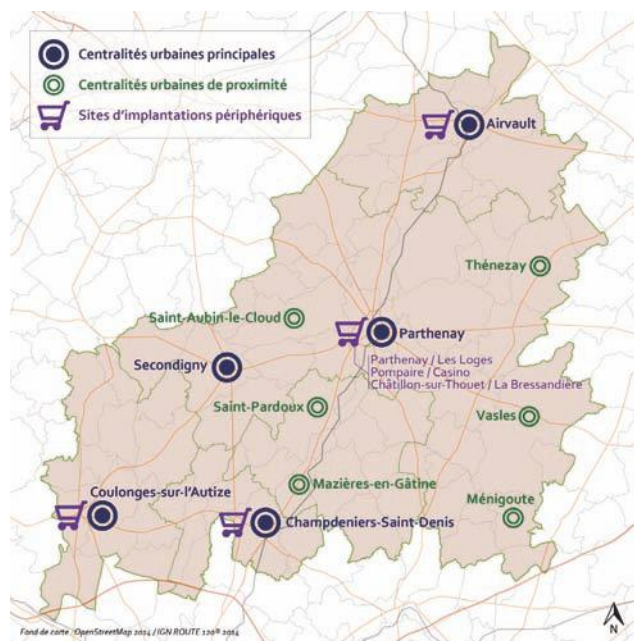 Centralités urbaines principales
Centralités urbaines de proximité
Sites d'implantations périphériques
Airvault
Thénezay
Saint-Aubin-le-Cloud
Parthenay
Parthenay / Les Loges
Pompaire / Casino
Châtillon-sur-Thouet / La Bressandière
Secondigny
Saint-Pardoux
Vasles
Mazières-en-Gâtine
Coulonges-sur-l'Autize
Ménigoute
Champdeniers-Saint-Denis
Fond de carte : OpenStreetMap 2014 / IGN ROUTE 120® 2014
N